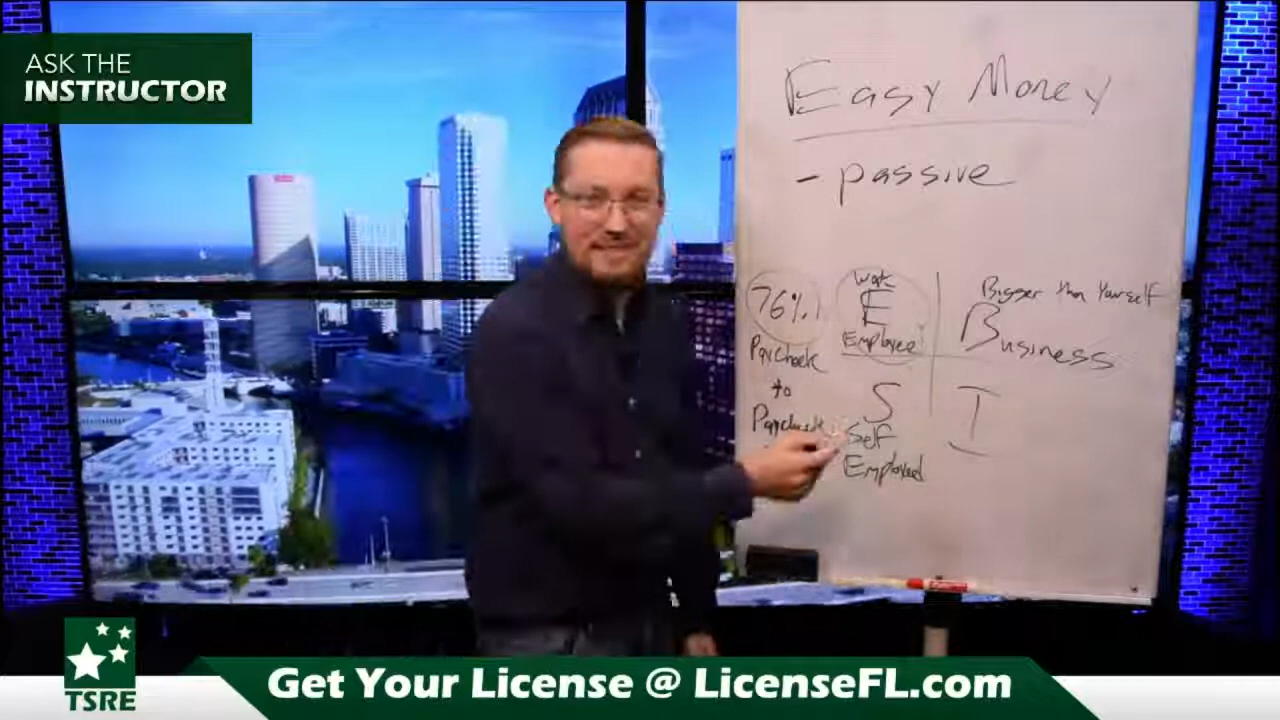 ASK THE
INSTRUCTOR
Easy Money
- passive
76%
Paycheck
to
Paycheck
Work
E
Employee
S
Self
Employed
Bigger than Yourself
Business
I
TSRE
Get Your License @ LicenseFL.com